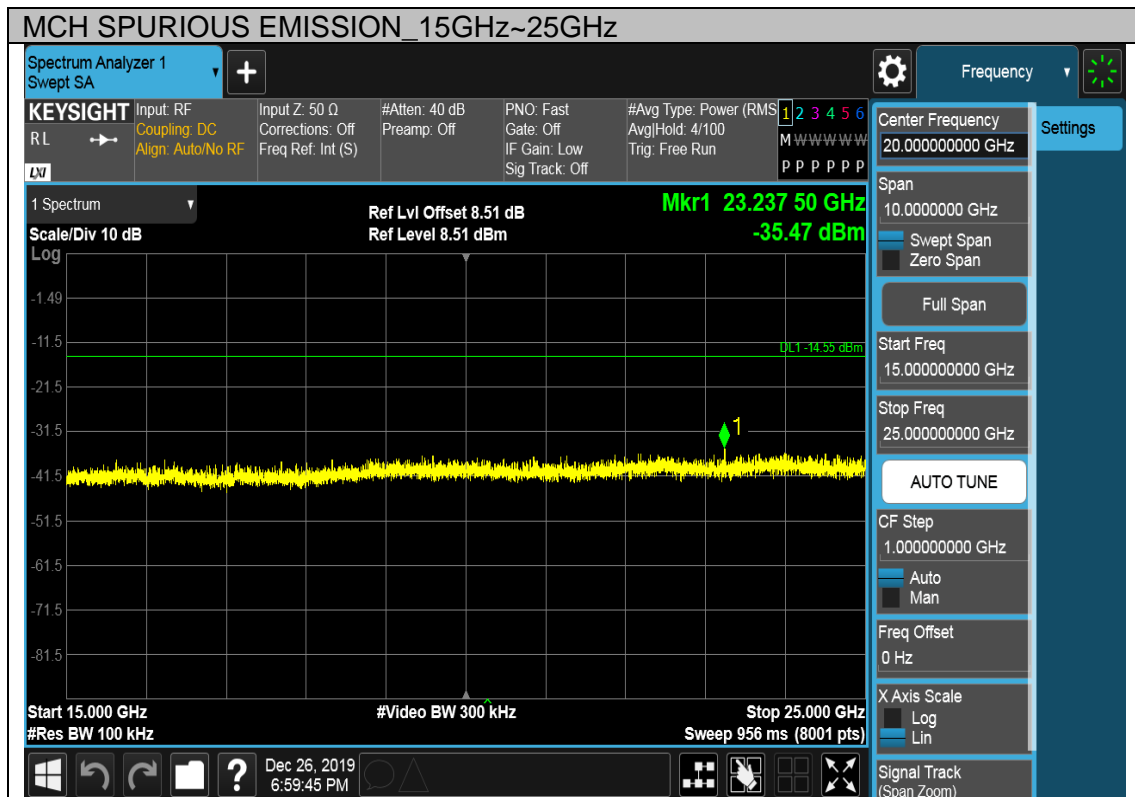 MCH SPURIOUS EMISSION_15GHz~25GHz
Spectrum Analyzer 1
Swept SA
Frequency
KEYSIGHT
RL
LXI
Input: RF
Coupling: DC
Align: Auto/No RF
Input Z: 50 Ω
Corrections: Off
Freq Ref: Int (S)
#Atten: 40 dB
Preamp: Off
PNO: Fast
Gate: Off
IF Gain: Low
Sig Track: Off
#Avg Type: Power (RMS
Avg|Hold: 4/100
Trig: Free Run
1 2 3 4 5 6
M W W W W W
P P P P P P
1 Spectrum
Scale/Div 10 dB
Log
Ref Lvl Offset 8.51 dB
Ref Level 8.51 dBm
Mkr1 23.237 50 GHz
-35.47 dBm
-1.49
-11.5
DL1 -14.55 dBm
-21.5
-31.5
1
-41.5
-51.5
-61.5
-71.5
-81.5
Start 15.000 GHz
#Res BW 100 kHz
#Video BW 300 kHz
Stop 25.000 GHz
Sweep 956 ms (8001 pts)
Center Frequency
20.000000000 GHz
Settings
Span
10.0000000 GHz
Swept Span
Zero Span
Full Span
Start Freq
15.000000000 GHz
Stop Freq
25.000000000 GHz
AUTO TUNE
CF Step
1.000000000 GHz
Auto
Man
Freq Offset
0 Hz
X Axis Scale
Log
Lin
Signal Track
(Span Zoom)
?
Dec 26, 2019
6:59:45 PM